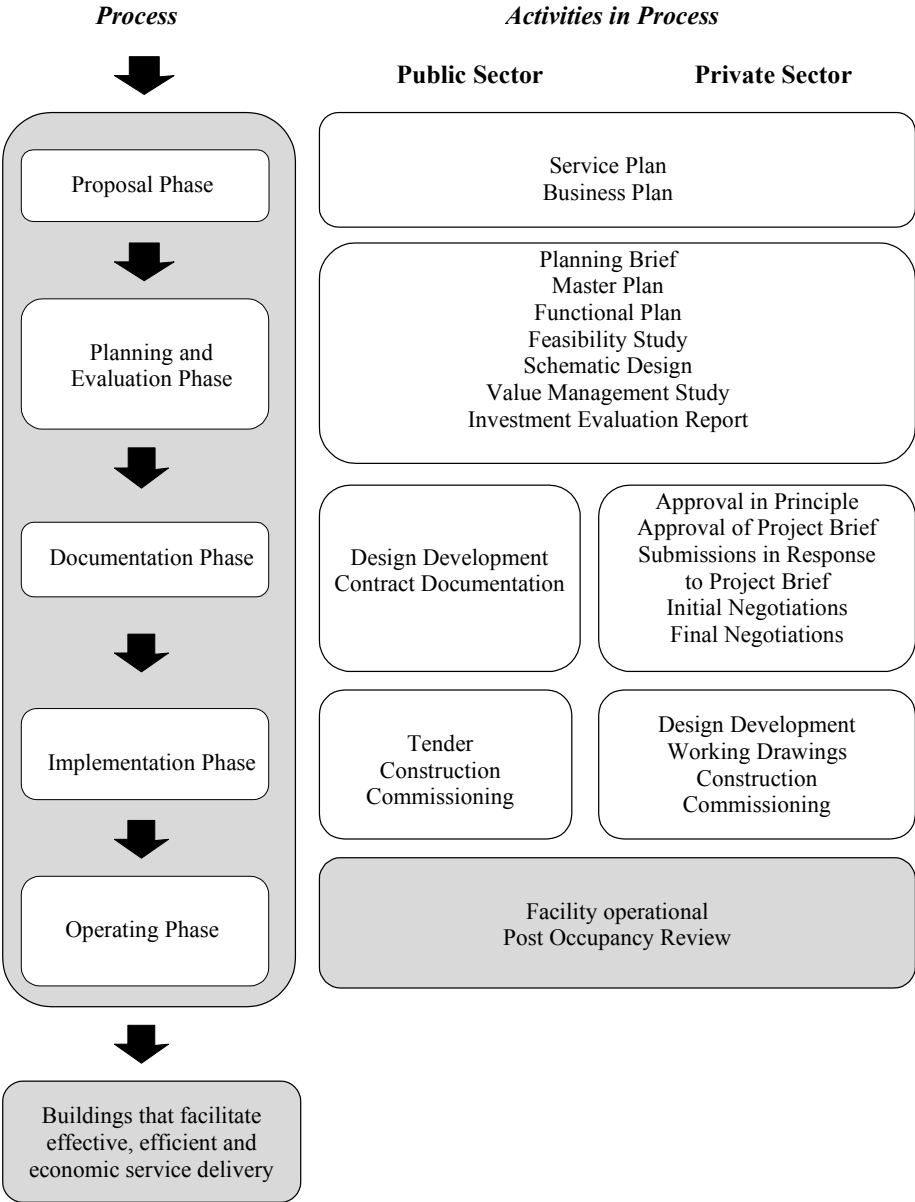 Process
Activities in Process
Public Sector
Private Sector
Proposal Phase
Service Plan
Business Plan
Planning and
Evaluation Phase
Planning Brief
Master Plan
Functional Plan
Feasibility Study
Schematic Design
Value Management Study
Investment Evaluation Report
Documentation Phase
Design Development
Contract Documentation
Approval in Principle
Approval of Project Brief
Submissions in Response
to Project Brief
Initial Negotiations
Final Negotiations
Implementation Phase
Tender
Construction
Commissioning
Design Development
Working Drawings
Construction
Commissioning
Operating Phase
Facility operational
Post Occupancy Review
Buildings that facilitate
effective, efficient and
economic service delivery